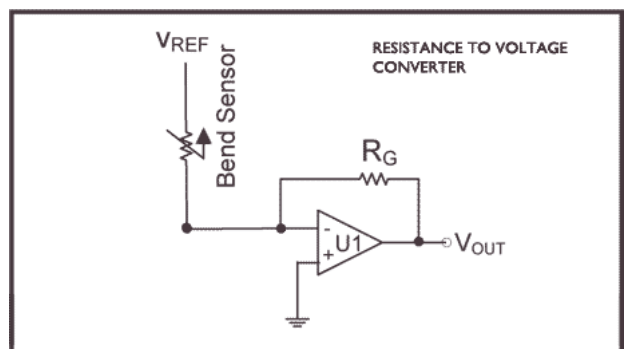 VREF
RESISTANCE TO VOLTAGE
CONVERTER
Bend Sensor
RG
-
U1
+
VOUT